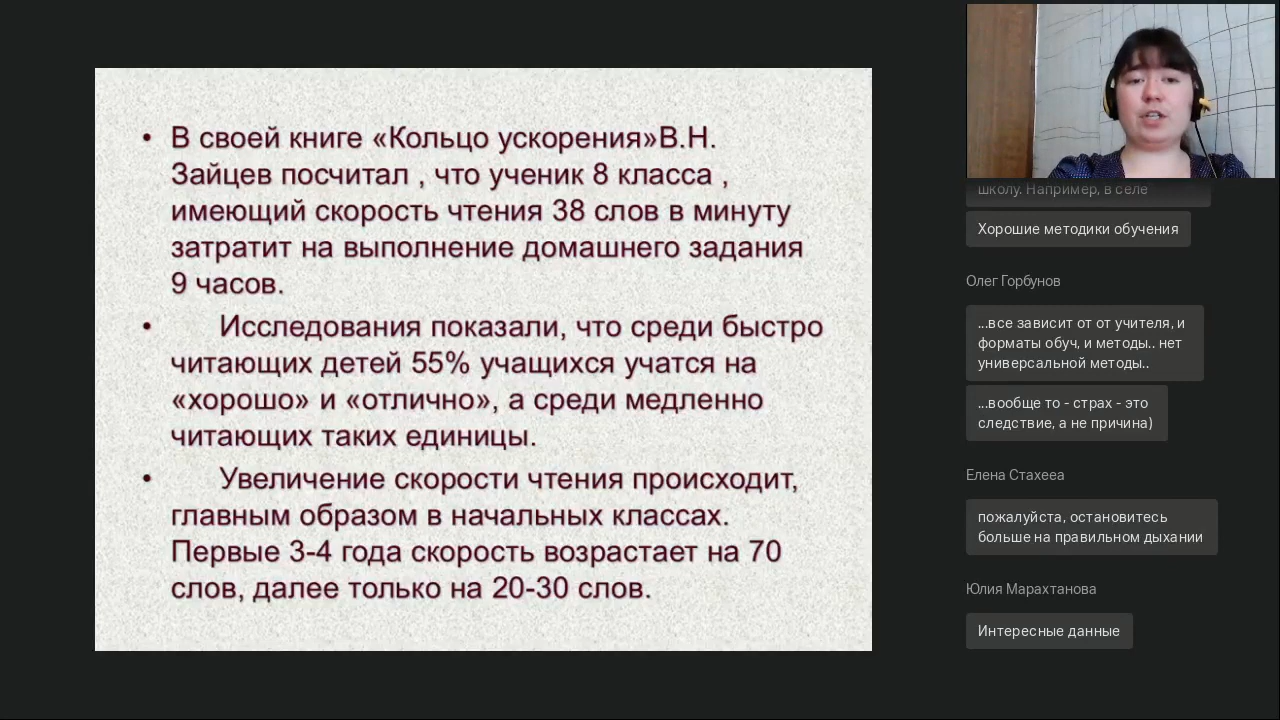 • В своей книге «Кольцо ускорения»В.Н.
Зайцев посчитал , что ученик 8 класса ,
имеющий скорость чтения 38 слов в минуту
затратит на выполнение домашнего задания
9 часов.
• Исследования показали, что среди быстро
читающих детей 55% учащихся учатся на
«хорошо» и «отлично», а среди медленно
читающих таких единицы.
• Увеличение скорости чтения происходит,
главным образом в начальных классах.
Первые 3-4 года скорость возрастает на 70
слов, далее только на 20-30 слов.
школу. Например, в селе
Хорошие методики обучения
Олег Горбунов
...все зависит от от учителя, и
форматы обуч, и методы.. нет
универсальной методы..
...вообще то - страх - это
следствие, а не причина)
Елена Стахееа
пожалуйста, остановитесь
больше на правильном дыхании
Юлия Марахтанова
Интересные данные